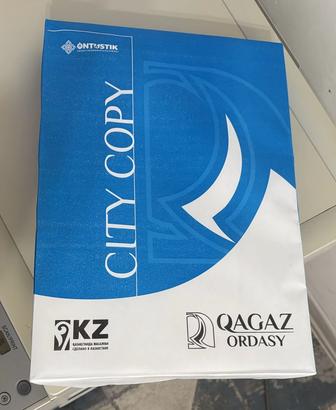 ONTUSTIK
CITY COPY
KZ
ҚАЗАҚСТАНДА ЖАСАЛҒАН
СДЕЛАНО В КАЗАХСТАНЕ
QAGAZ
ORDASY